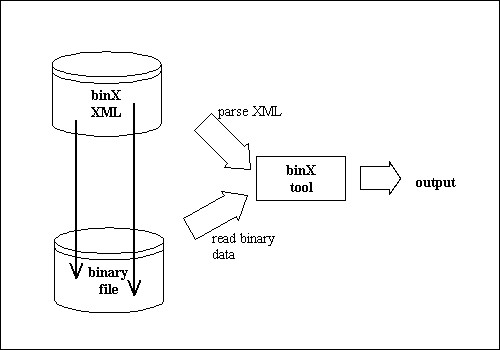 binX
XML
parse XML
binX
tool
output
read binary
data
binary
file